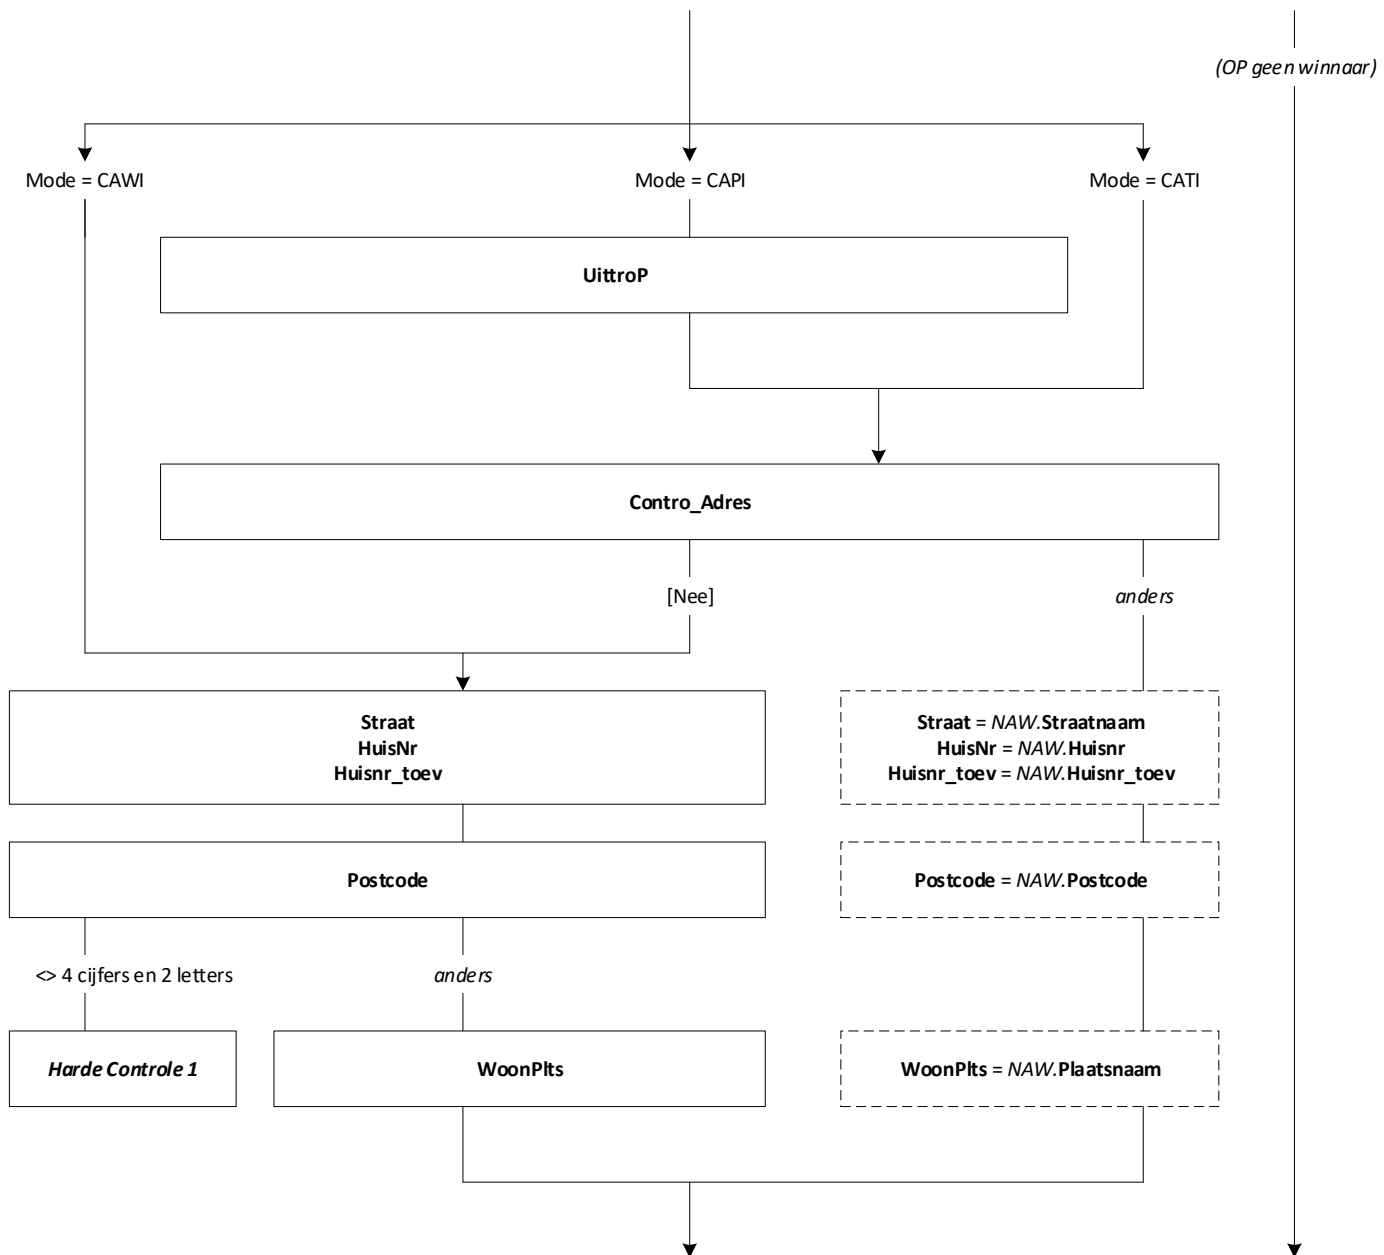 (OP geen winnaar)
Mode = CAWI
Mode = CAPI
Mode = CATI
UittroP
Contro_Adres
[Nee]
anders
Straat
HuisNr
Huisnr_toev
Straat = NAW.Straatnaam
HuisNr = NAW.Huisnr
Huisnr_toev = NAW.Huisnr_toev
Postcode
Postcode = NAW.Postcode
<> 4 cijfers en 2 letters
anders
Harde Controle 1
WoonPlts
WoonPlts = NAW.Plaatsnaam